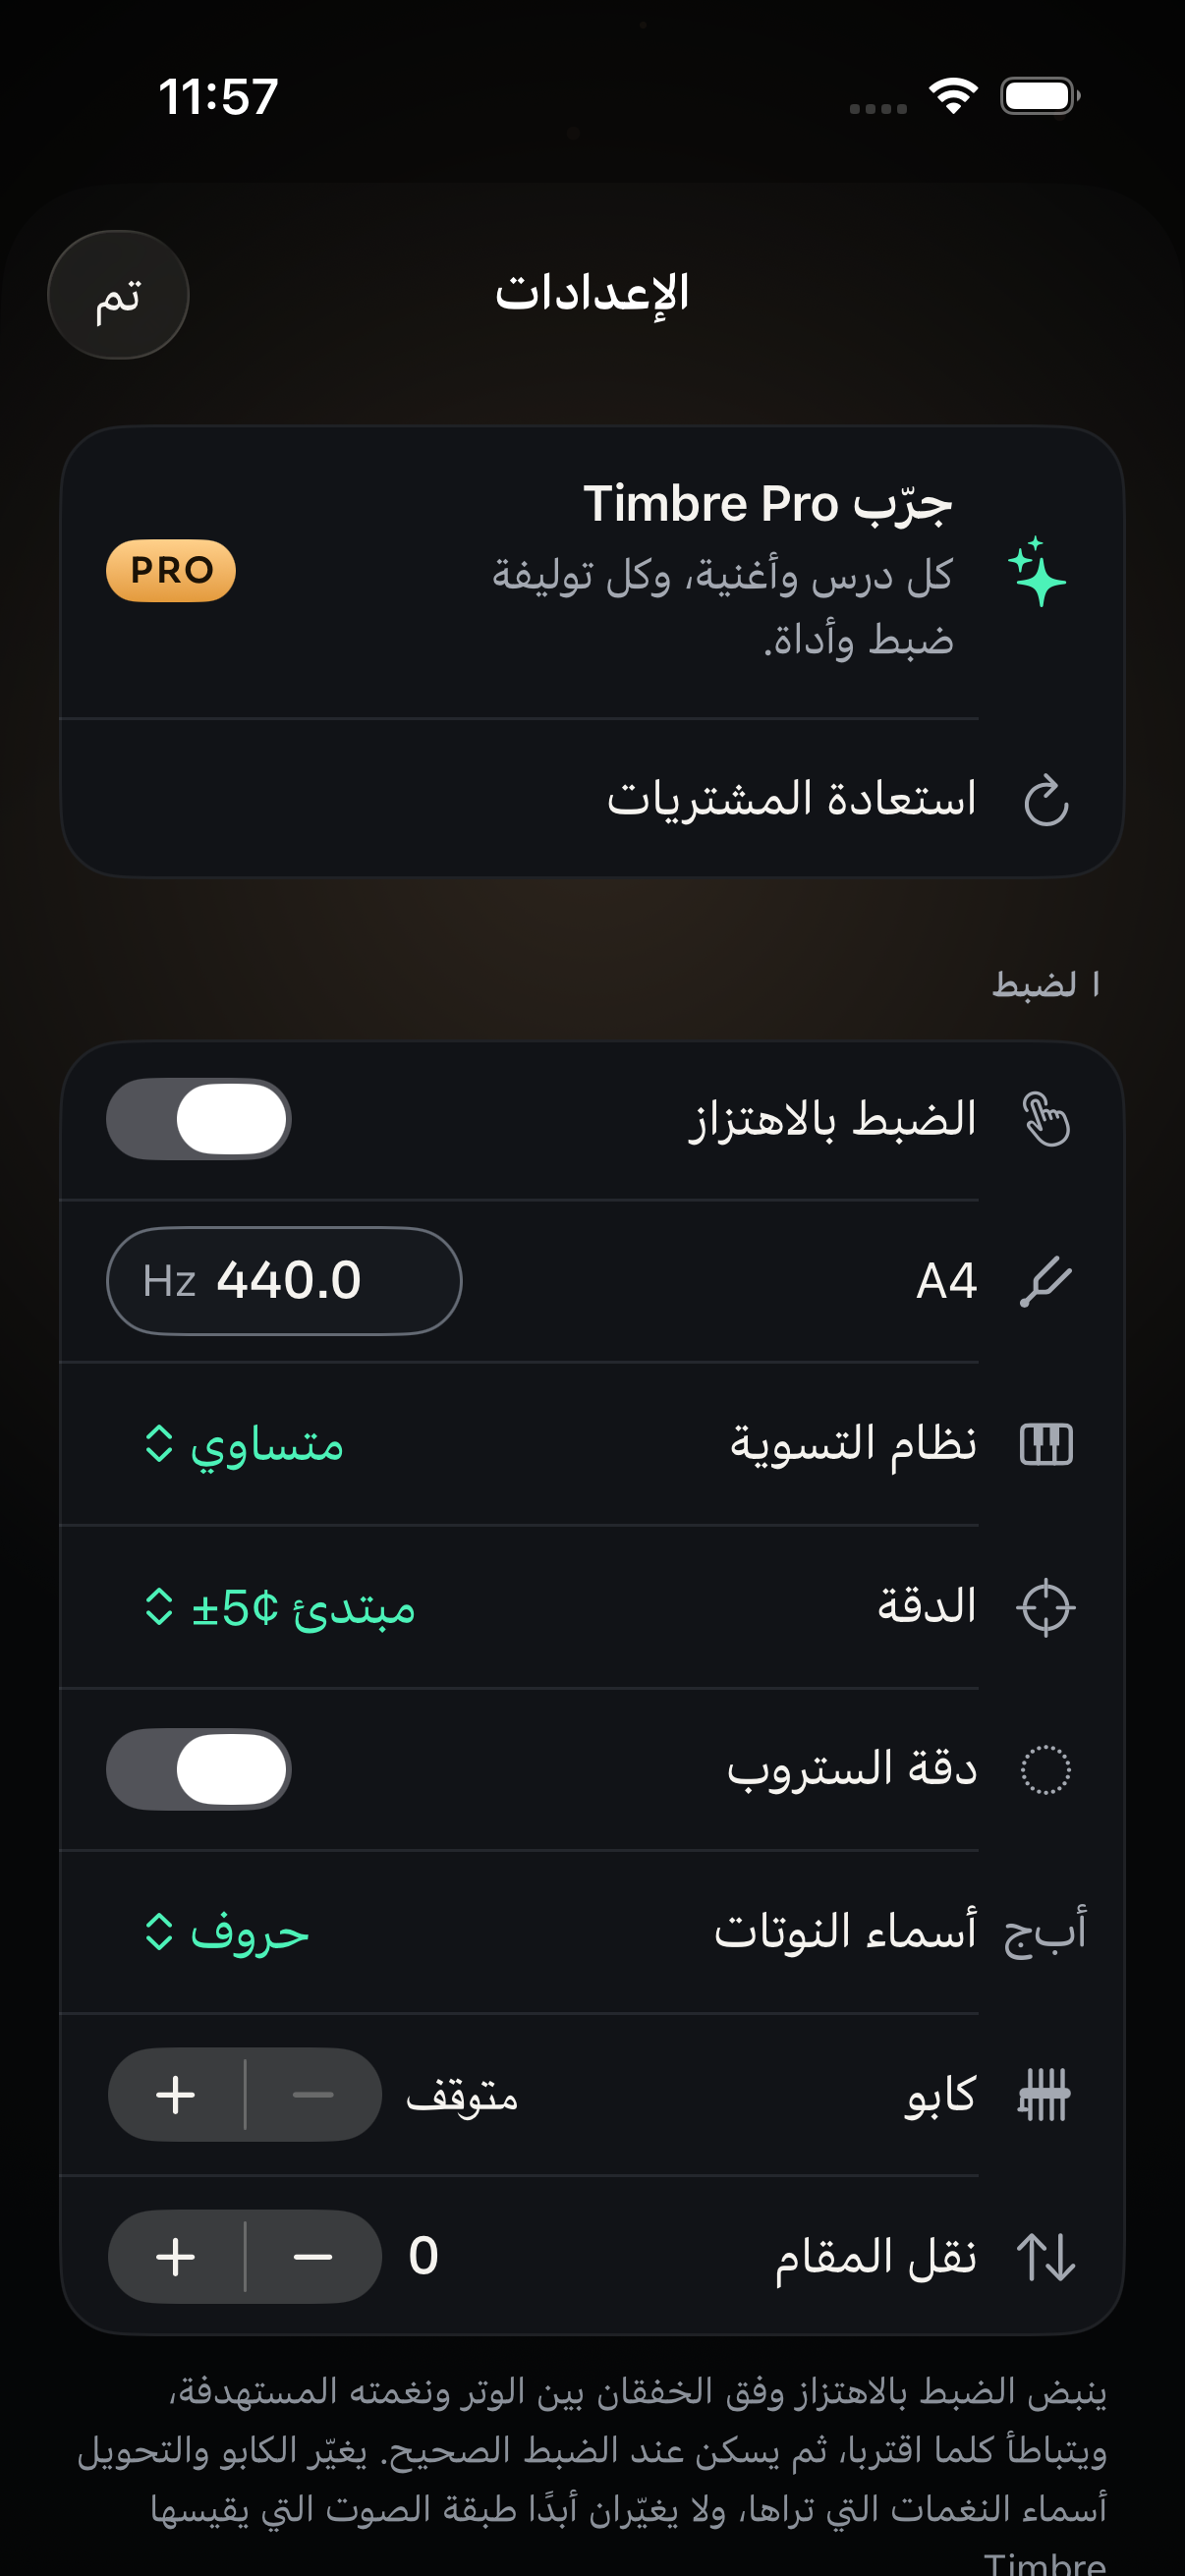 11:57
الإعدادات
تم
جرّب Timbre Pro
كل درس وأغنية، وكل توليفة
ضبط وأداة.
PRO
استعادة المشتريات
الضبط
الضبط بالاهتزاز
A4
440.0 Hz
نظام التسوية
متساوي
الدقة
مبتدئ ±5¢
دقة الستروب
أب‌ج
أسماء النوتات
حروف
كابو
متوقف
نقل المقام
0
ينبض الضبط بالاهتزاز وفق الخفقان بين الوتر ونغمته المستهدفة،
ويتباطأ كلما اقتربا، ثم يسكن عند الضبط الصحيح. يغيّر الكابو والتحويل
أسماء النغمات التي تراها، ولا يغيّران أبدًا طبقة الصوت التي يقيسها
Timbre